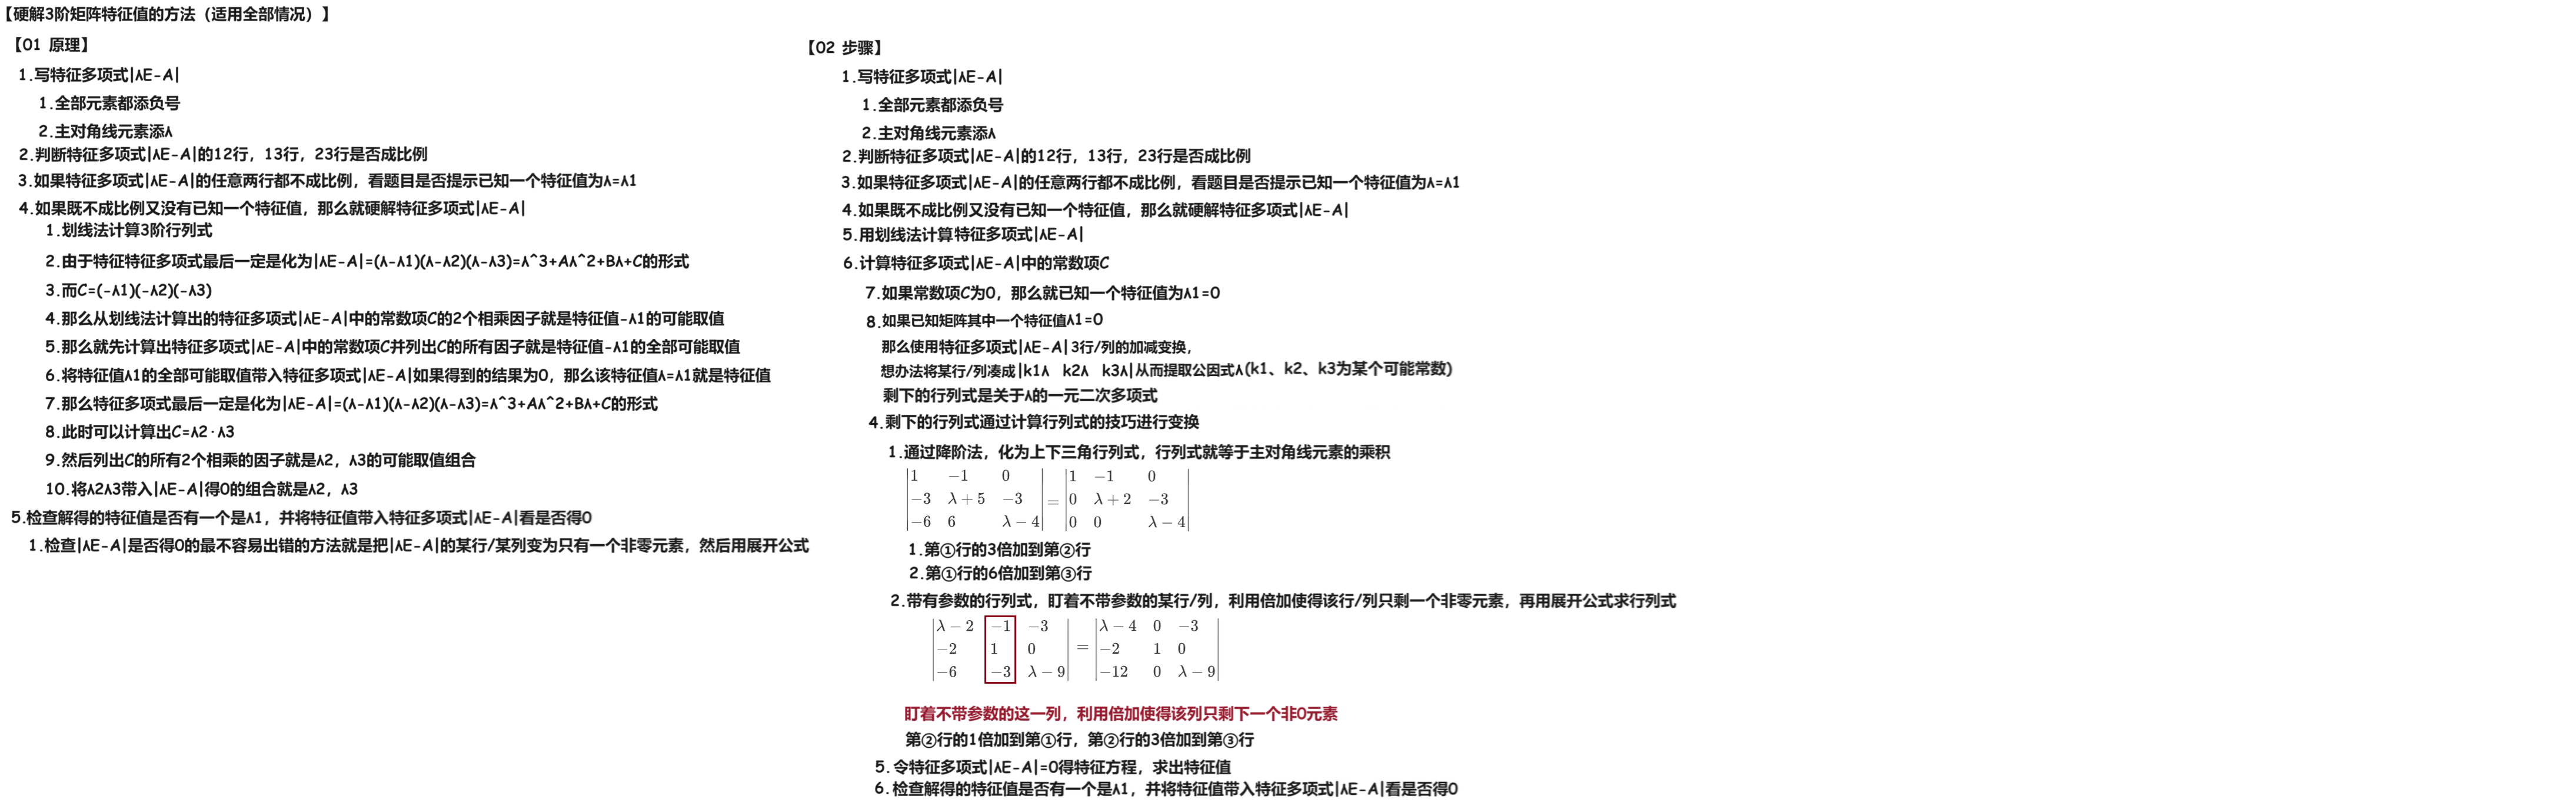 【硬解3阶矩阵特征值的方法（适用全部情况）】
【01 原理】
1.写特征多项式|λE-A|
1.全部元素都添负号
2.主对角线元素添λ
2.判断特征多项式|λE-A|的12行，13行，23行是否成比例
3.如果特征多项式|λE-A|的任意两行都不成比例，看题目是否提示已知一个特征值为λ=λ1
4.如果既不成比例又没有已知一个特征值，那么就硬解特征多项式|λE-A|
1.划线法计算3阶行列式
2.由于特征特征多项式最后一定是化为|λE-A|=(λ-λ1)(λ-λ2)(λ-λ3)=λ^3+Aλ^2+Bλ+C的形式
3.而C=(-λ1)(-λ2)(-λ3)
4.那么从划线法计算出的特征多项式|λE-A|中的常数项C的2个相乘因子就是特征值-λ1的可能取值
5.那么就先计算出特征多项式|λE-A|中的常数项C并列出C的所有因子就是特征值-λ1的全部可能取值
6.将特征值λ1的全部可能取值带入特征多项式|λE-A|如果得到的结果为0，那么该特征值λ=λ1就是特征值
7.那么特征多项式最后一定是化为|λE-A|=(λ-λ1)(λ-λ2)(λ-λ3)=λ^3+Aλ^2+Bλ+C的形式
8.此时可以计算出C=λ2·λ3
9.然后列出C的所有2个相乘的因子就是λ2，λ3的可能取值组合
10.将λ2λ3带入|λE-A|得0的组合就是λ2，λ3
5.检查解得的特征值是否有一个是λ1，并将特征值带入特征多项式|λE-A|看是否得0
1.检查|λE-A|是否得0的最不容易出错的方法就是把|λE-A|的某行/某列变为只有一个非零元素，然后用展开公式
【02 步骤】
1.写特征多项式|λE-A|
1.全部元素都添负号
2.主对角线元素添λ
2.判断特征多项式|λE-A|的12行，13行，23行是否成比例
3.如果特征多项式|λE-A|的任意两行都不成比例，看题目是否提示已知一个特征值为λ=λ1
4.如果既不成比例又没有已知一个特征值，那么就硬解特征多项式|λE-A|
5.用划线法计算特征多项式|λE-A|
6.计算特征多项式|λE-A|中的常数项C
7.如果常数项C为0，那么就已知一个特征值为λ1=0
8.如果已知矩阵其中一个特征值λ1=0
那么使用特征多项式|λE-A|3行/列的加减变换，
想办法将某行/列凑成|k1λ k2λ k3λ|从而提取公因式λ(k1、k2、k3为某个可能常数)
剩下的行列式是关于λ的一元二次多项式
4.剩下的行列式通过计算行列式的技巧进行变换
1.通过降阶法，化为上下三角行列式，行列式就等于主对角线元素的乘积
|1 −1 0| |1 −1 0|
|−3 λ+5 −3| = |0 λ+2 −3|
|−6 6 λ−4| |0 0 λ−4|
1.第①行的3倍加到第②行
2.第①行的6倍加到第③行
2.带有参数的行列式，盯着不带参数的某行/列，利用倍加使得该行/列只剩一个非零元素，再用展开公式求行列式
|λ−2 −1 −3| |λ−4 0 −3|
|−2 1 0| = |−2 1 0|
|−6 −3 λ−9| |−12 0 λ−9|
盯着不带参数的这一列，利用倍加使得该列只剩下一个非0元素
第②行的1倍加到第①行，第②行的3倍加到第③行
5.令特征多项式|λE-A|=0得特征方程，求出特征值
6.检查解得的特征值是否有一个是λ1，并将特征值带入特征多项式|λE-A|看是否得0